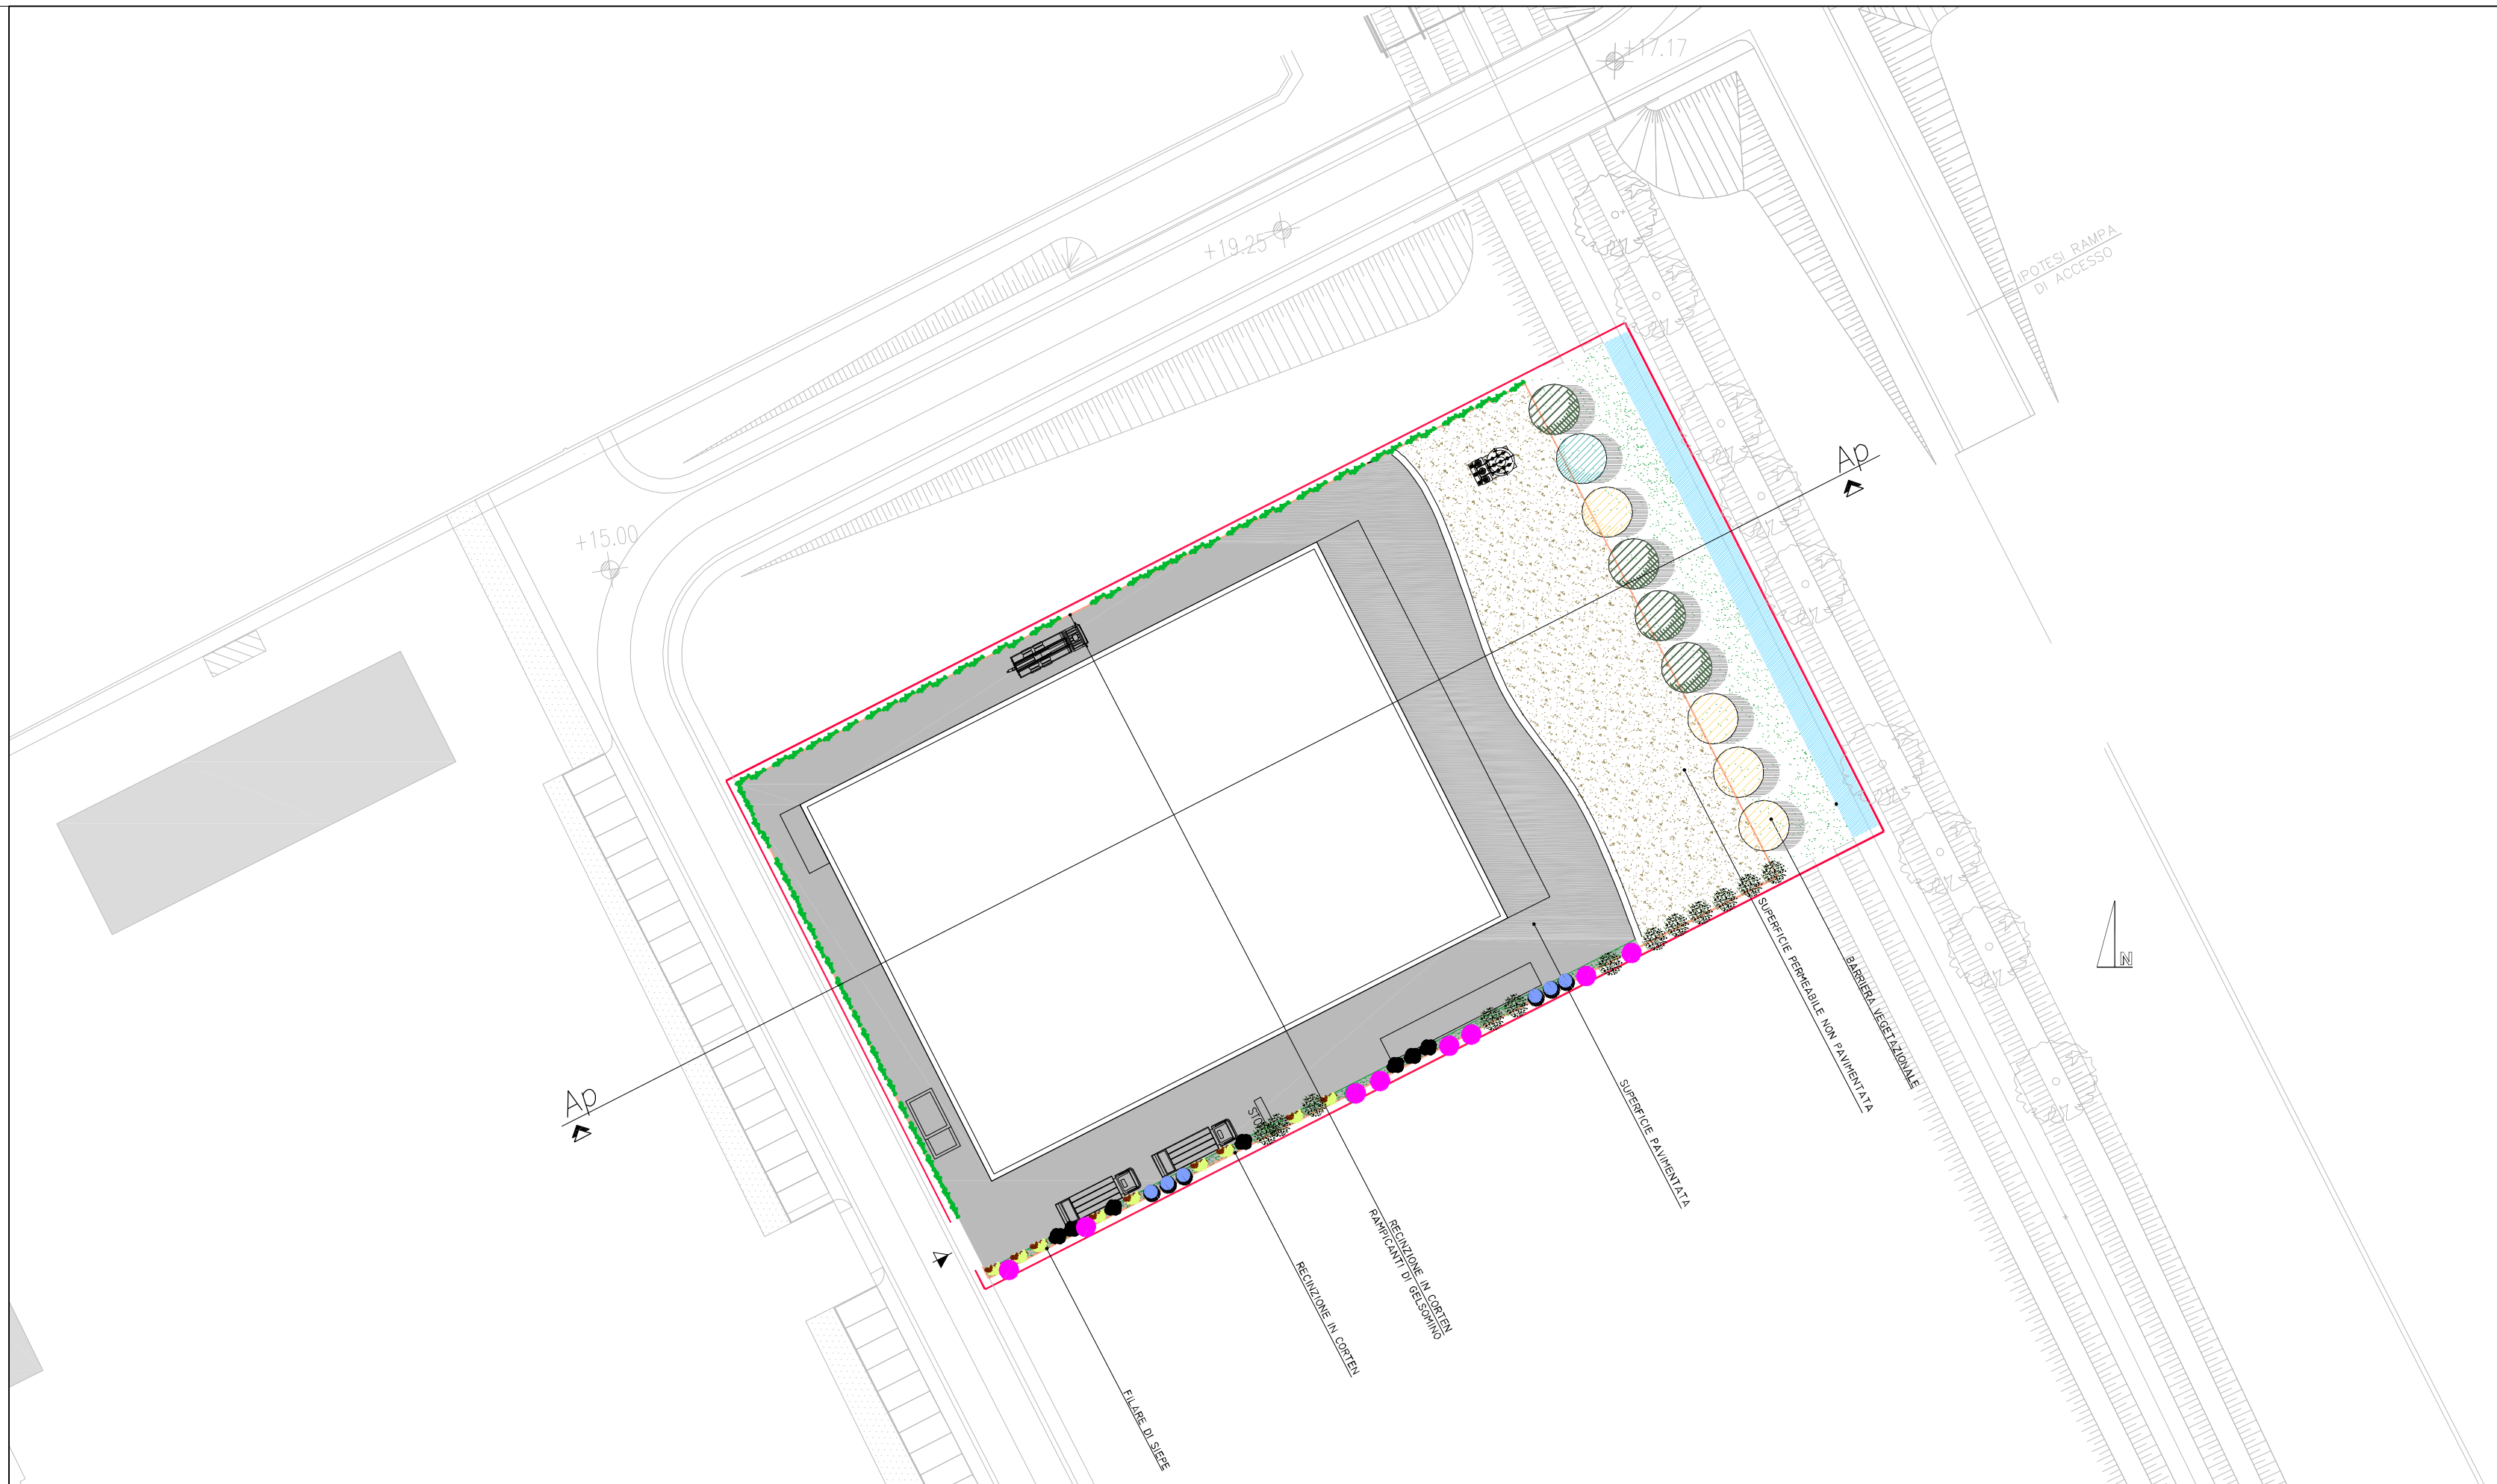 +17.17
+19.25
IPOTESI RAMPA
DI ACCESSO
Ap
+15.00
N
SUPERFICIE PERMEABILE NON PAVIMENTATA
BARRIERA VEGETAZIONALE
Ap
STO
SUPERFICIE PAVIMENTATA
RECINZIONE IN CORTEN
RAMPICANTI DI GELSOMINO
RECINZIONE IN CORTEN
FILARE DI SIEPE